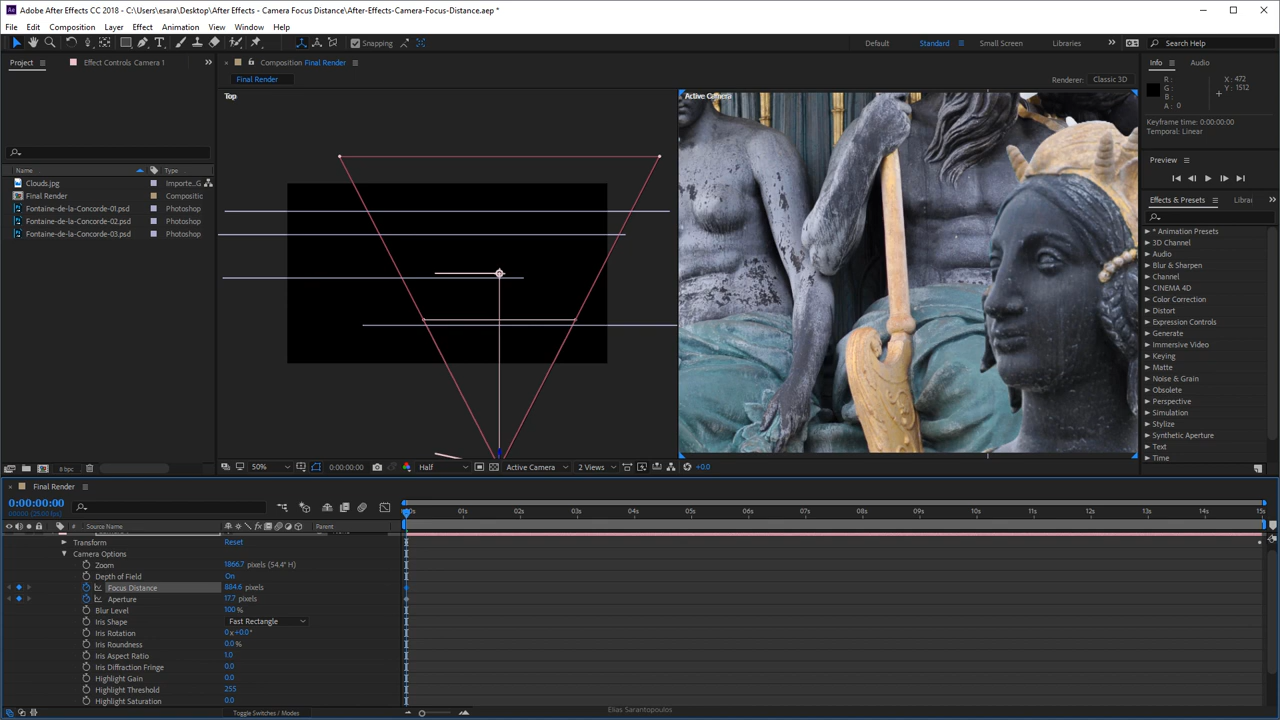 Adobe After Effects CC 2018 - C:\Users\esara\Desktop\After Effects - Camera Focus Distance\After-Effects-Camera-Focus-Distance.aep *
File Edit Composition Layer Effect Animation View Window Help
Snapping Default Standard Small Screen Libraries Search Help
Project Effect Controls Camera 1
Composition Final Render
Final Render
Renderer: Classic 3D
Top
Active Camera
Name Type
Clouds.jpg Importe...G
Final Render Compositic
Fontaine-de-la-Concorde-01.psd Photoshop
Fontaine-de-la-Concorde-02.psd Photoshop
Fontaine-de-la-Concorde-03.psd Photoshop
8 bpc
50% 0:00:00:00 Half Active Camera 2 Views +0.0
Info Audio
R :
G :
B :
A : 0
X : 472
Y : 1512
Keyframe time: 0:00:00:00
Temporal: Linear
Preview
Effects & Presets Librai
* Animation Presets
3D Channel
Audio
Blur & Sharpen
Channel
CINEMA 4D
Color Correction
Distort
Expression Controls
Generate
Immersive Video
Keying
Matte
Noise & Grain
Obsolete
Perspective
Simulation
Stylize
Synthetic Aperture
Text
Time
Final Render
0:00:00:00
# Source Name Parent
01s 02s 03s 04s 05s 06s 07s 08s 09s 10s 11s 12s 13s 14s 15s
Transform Reset
Camera Options
Zoom 1866.7 pixels (54.4° H)
Depth of Field On
Focus Distance 884.6 pixels
Aperture 17.7 pixels
Blur Level 100 %
Iris Shape Fast Rectangle
Iris Rotation 0 x +0.0°
Iris Roundness 0.0 %
Iris Aspect Ratio 1.0
Iris Diffraction Fringe 0.0
Highlight Gain 0.0
Highlight Threshold 255
Highlight Saturation 0.0
Toggle Switches / Modes
Elias Sarantopoulos